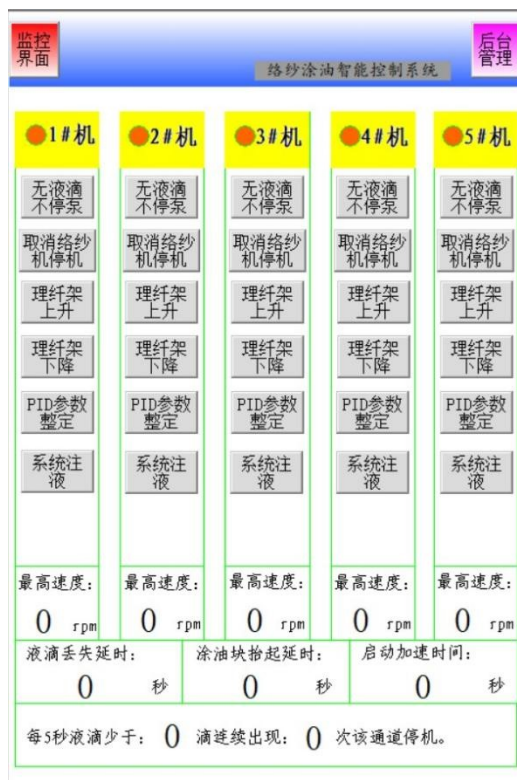 监控
界面
后台
管理
络纱涂油智能控制系统
1#机 2#机 3#机 4#机 5#机
无液滴 无液滴 无液滴 无液滴 无液滴
不停泵 不停泵 不停泵 不停泵 不停泵
取消络纱 取消络纱 取消络纱 取消络纱 取消络纱
机停机 机停机 机停机 机停机 机停机
理纤架 理纤架 理纤架 理纤架 理纤架
上升 上升 上升 上升 上升
理纤架 理纤架 理纤架 理纤架 理纤架
下降 下降 下降 下降 下降
PID参数 PID参数 PID参数 PID参数 PID参数
整定 整定 整定 整定 整定
系统注 系统注 系统注 系统注 系统注
液 液 液 液 液
最高速度: 最高速度: 最高速度: 最高速度: 最高速度:
0 rpm 0 rpm 0 rpm 0 rpm 0 rpm
液滴丢失延时: 涂油块抬起延时: 启动加速时间:
0 秒 0 秒 0 秒
每5秒液滴少于: 0 滴连续出现: 0 次该通道停机。